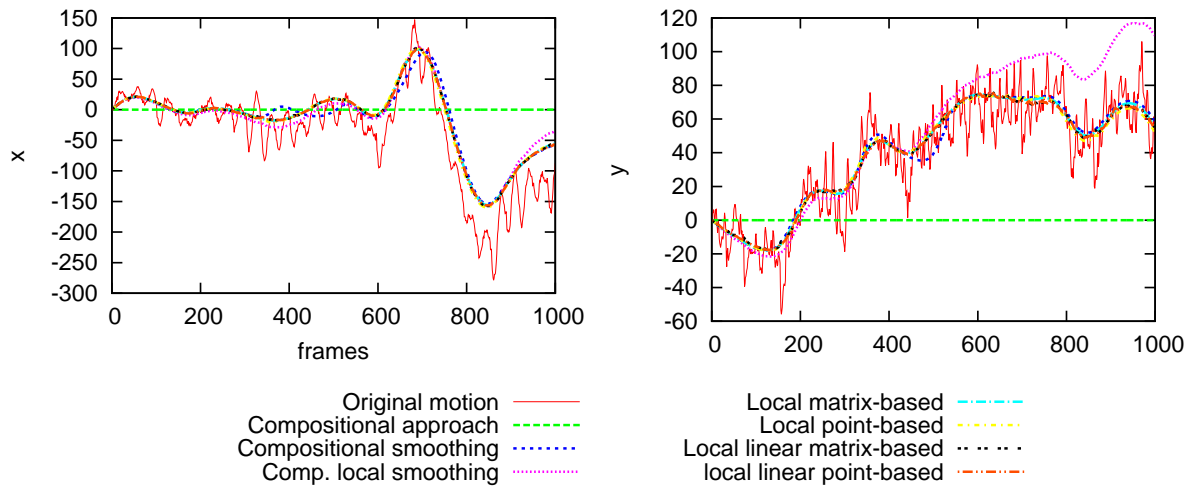 150
100
50
0
-50
-100
-150
-200
-250
-300
x
0 200 400 600 800 1000
frames
120
100
80
60
40
20
0
-20
-40
-60
y
0 200 400 600 800 1000
Original motion
Compositional approach
Compositional smoothing
Comp. local smoothing
Local matrix-based
Local point-based
Local linear matrix-based
local linear point-based